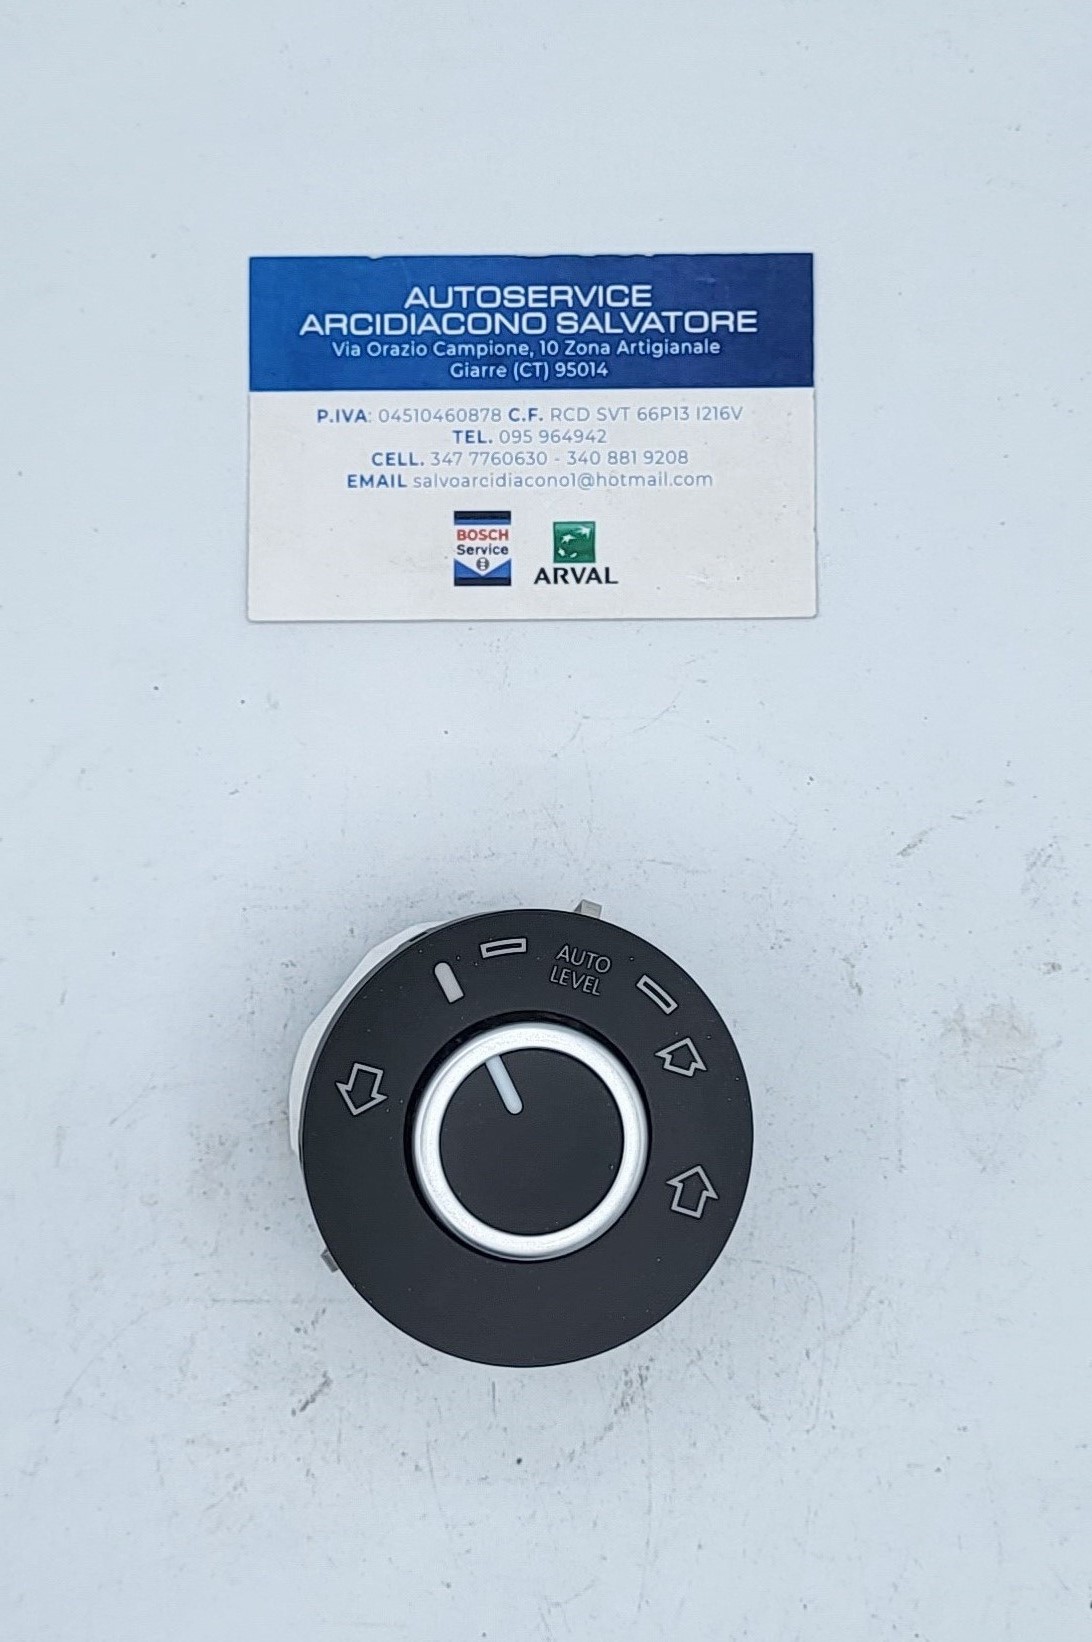 AUTOSERVICE
ARCIDIACONO SALVATORE
Via Orazio Campione, 10 Zona Artigianale
Giarre (CT) 95014
P.IVA: 04510460878 C.F. RCD SVT 66P13 I216V
TEL. 095 964942
CELL. 347 7760630 - 340 881 9208
EMAIL salvoarcidiacono1@hotmail.com
BOSCH
Service
ARVAL
AUTO
LEVEL